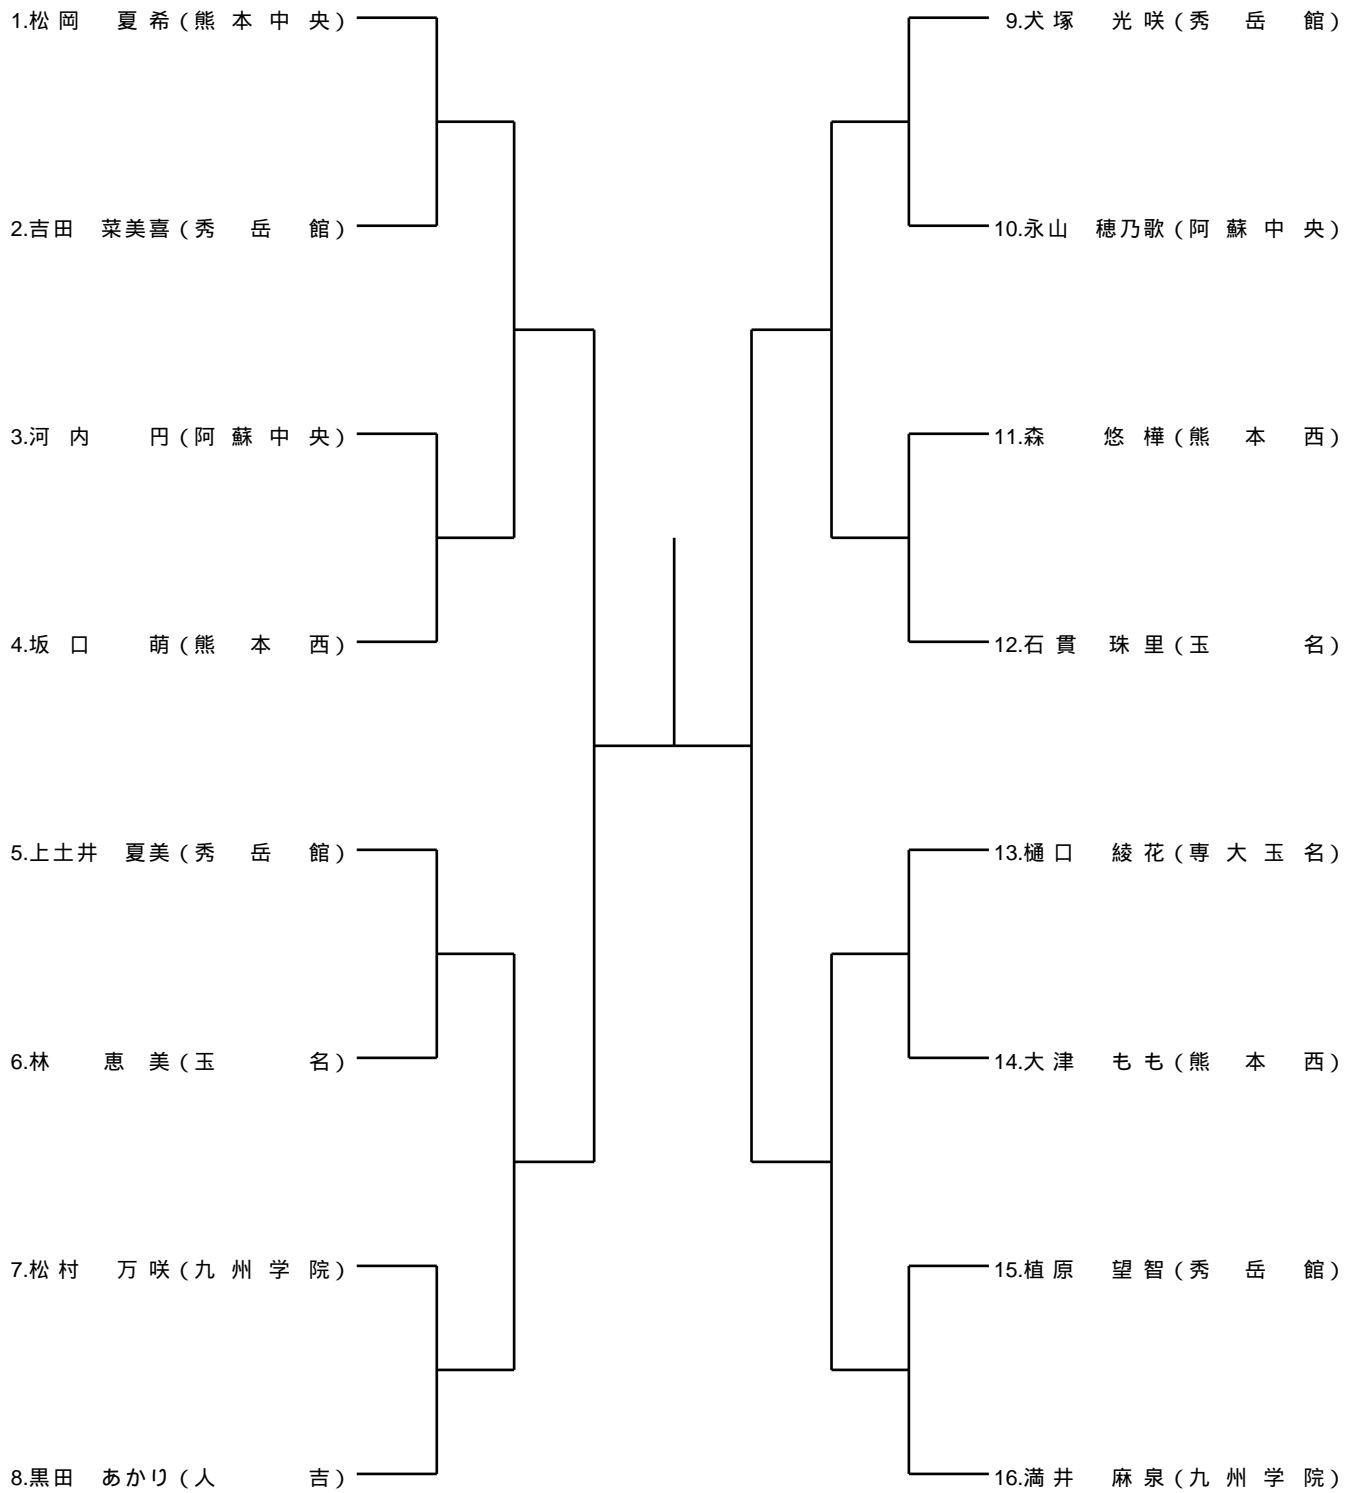 1.松岡 夏希(熊本中央)
2.吉田 菜美喜(秀岳館)
3.河内 円(阿蘇中央)
4.坂口 萌(熊本西)
5.上土井 夏美(秀岳館)
6.林 恵美(玉名)
7.松村 万咲(九州学院)
8.黒田 あかり(人吉)
9.犬塚 光咲(秀岳館)
10.永山 穂乃歌(阿蘇中央)
11.森 悠樺(熊本西)
12.石貫 珠里(玉名)
13.樋口 綾花(専大玉名)
14.大津 もも(熊本西)
15.植原 望智(秀岳館)
16.満井 麻泉(九州学院)